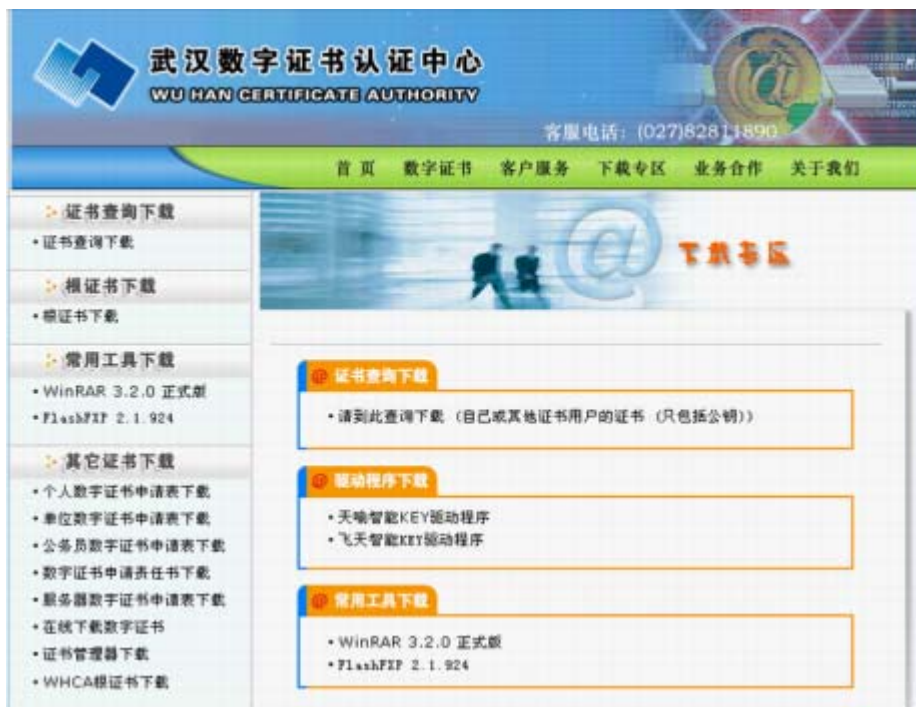 武汉数字证书认证中心
WU HAN CERTIFICATE AUTHORITY
客服电话：(027)82811890
首 页 数字证书 客户服务 下载专区 业务合作 关于我们
证书查询下载
•证书查询下载
根证书下载
•根证书下载
常用工具下载
•WinRAR 3.2.0 正式版
•FlashFXP 2.1.924
其它证书下载
•个人数字证书申请表下载
•单位数字证书申请表下载
•公务员数字证书申请表下载
•数字证书申请责任书下载
•服务器数字证书申请表下载
•在线下载数字证书
•证书管理器下载
•WHCA根证书下载
下载专区
@ 证书查询下载
•请到此查询下载 （自己或其他证书用户的证书 （只包括公钥））
@ 驱动程序下载
•天喻智能KEY驱动程序
•飞天智能KEY驱动程序
@ 常用工具下载
•WinRAR 3.2.0 正式版
•FlashFXP 2.1.924